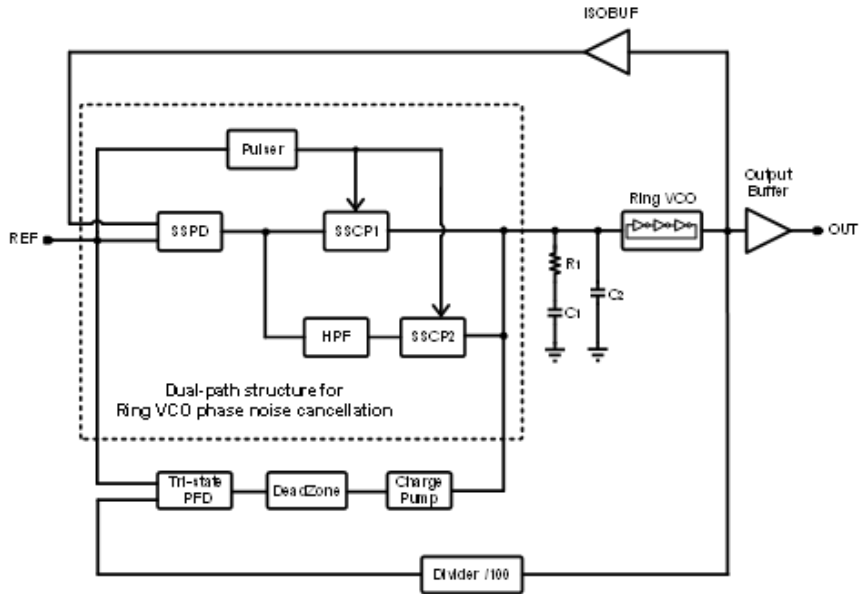 ISOBUF
Pulser
Output
Buffer
Ring VCO
REF
SSPD
SSCP1
OUT
R1
C1
C2
HPF
SSCP2
Dual-path structure for
Ring VCO phase noise cancellation
Tri-state
PFD
DeadZone
Charge
Pump
Divider /100